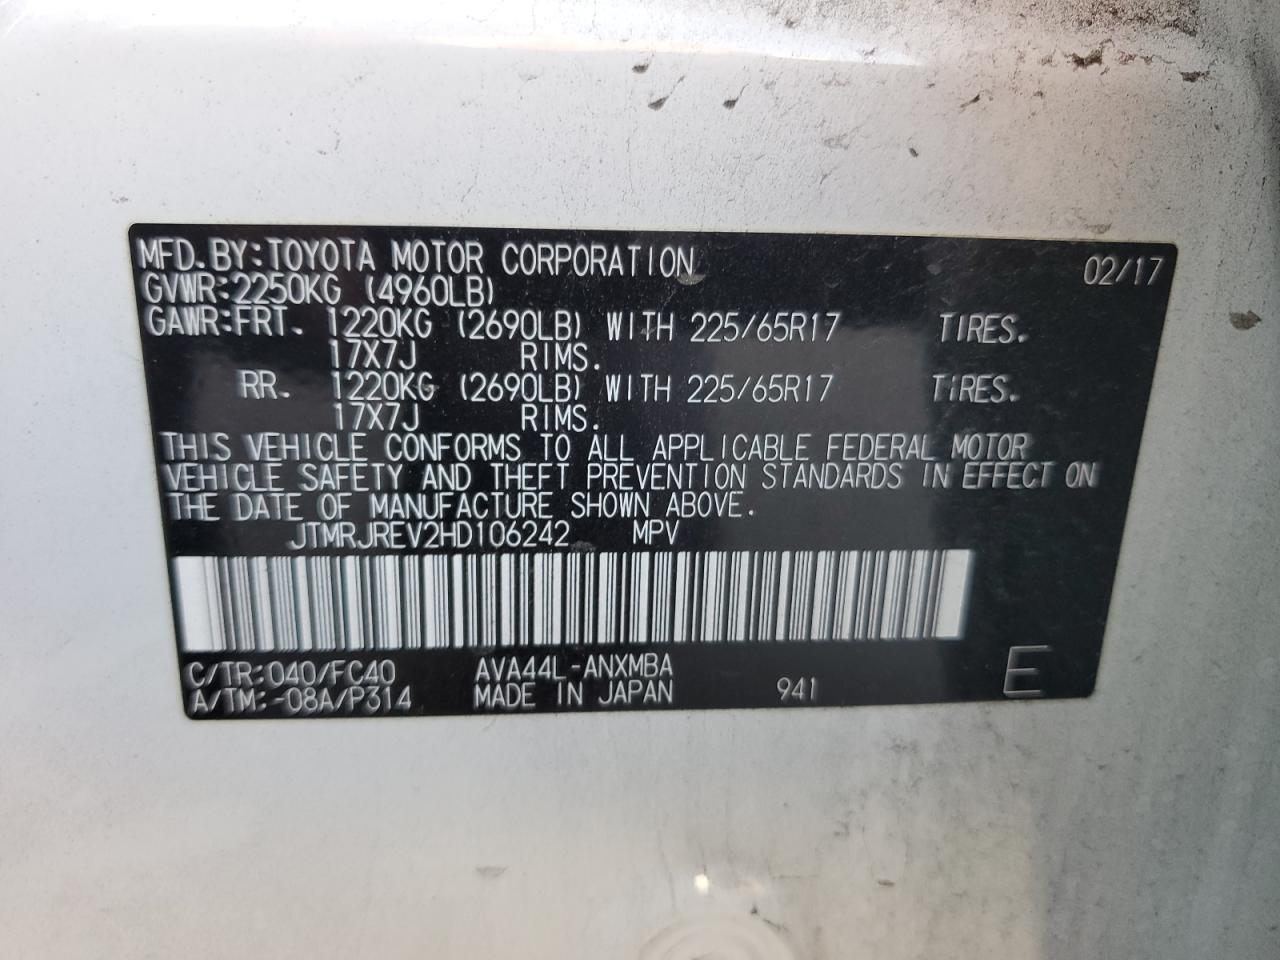 MFD.BY:TOYOTA MOTOR CORPORATION 02/17
GVWR:2250KG (4960LB)
GAWR:FRT. 1220KG (2690LB) WITH 225/65R17 TIRES.
17X7J RIMS.
RR. 1220KG (2690LB) WITH 225/65R17 TIRES.
17X7J RIMS.
THIS VEHICLE CONFORMS TO ALL APPLICABLE FEDERAL MOTOR
VEHICLE SAFETY AND THEFT PREVENTION STANDARDS IN EFFECT ON
THE DATE OF MANUFACTURE SHOWN ABOVE.
JTMRJREV2HD106242 MPV
C/TR:040/FC40 AVA44L-ANXMBA
A/TM:-08A/P314 MADE IN JAPAN 941 E